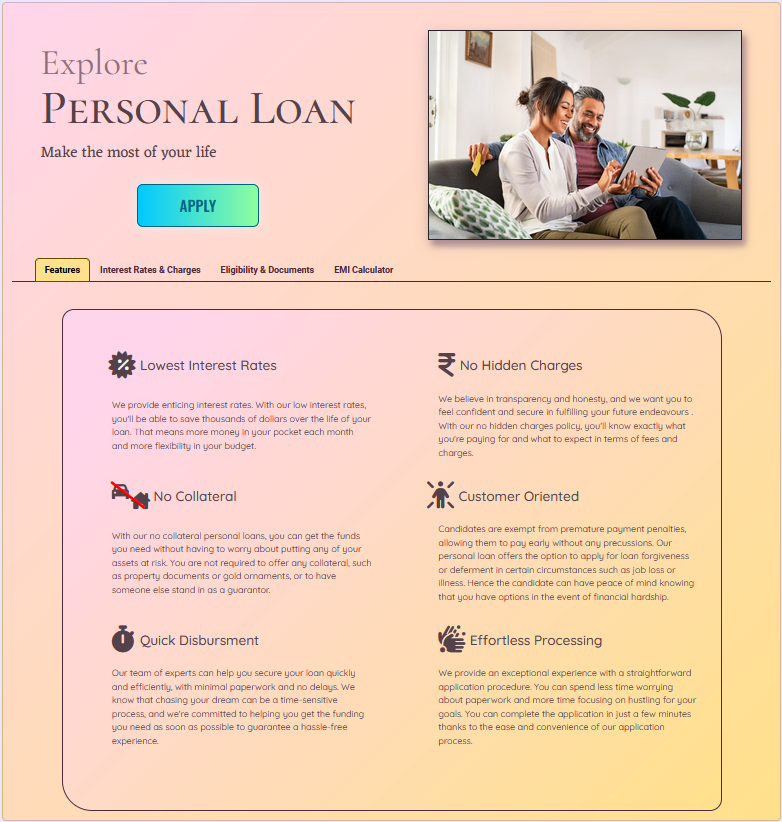 Explore
PERSONAL LOAN
Make the most of your life
APPLY
Features Interest Rates & Charges Eligibility & Documents EMI Calculator
Lowest Interest Rates
We provide enticing interest rates. With our low interest rates,
you'll be able to save thousands of dollars over the life of your
loan. That means more money in your pocket each month
and more flexibility in your budget.
₹ No Hidden Charges
We believe in transparency and honesty, and we want you to
feel confident and secure in fulfilling your future endeavours .
With our no hidden charges policy, you'll know exactly what
you're paying for and what to expect in terms of fees and
charges.
No Collateral
With our no collateral personal loans, you can get the funds
you need without having to worry about putting any of your
assets at risk. You are not required to offer any collateral, such
as property documents or gold ornaments, or to have
someone else stand in as a guarantor.
Customer Oriented
Candidates are exempt from premature payment penalties,
allowing them to pay early without any precussions. Our
personal loan offers the option to apply for loan forgiveness
or deferment in certain circumstances such as job loss or
illness. Hence the candidate can have peace of mind knowing
that you have options in the event of financial hardship.
Quick Disbursment
Our team of experts can help you secure your loan quickly
and efficiently, with minimal paperwork and no delays. We
know that chasing your dream can be a time-sensitive
process, and we're committed to helping you get the funding
you need as soon as possible to guarantee a hassle-free
experience.
Effortless Processing
We provide an exceptional experience with a straightforward
application procedure. You can spend less time worrying
about paperwork and more time focusing on hustling for your
goals. You can complete the application in just a few minutes
thanks to the ease and convenience of our application
process.